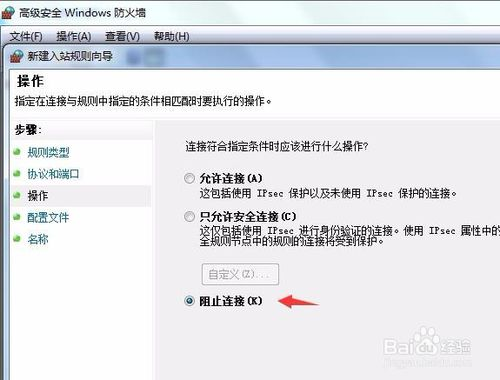 高级安全 Windows 防火墙
文件(F) 操作(A) 查看(V) 帮助(H)
新建入站规则向导
操作
指定在连接与规则中指定的条件相匹配时要执行的操作。
步骤:
规则类型
协议和端口
操作
配置文件
名称
连接符合指定条件时应该进行什么操作?
允许连接(A)
这包括使用 IPsec 保护以及未使用 IPsec 保护的连接。
只允许安全连接(C)
这仅包括使用 IPsec 进行身份验证的连接。使用 IPsec 属性中的
全规则节点中的规则的连接将受到保护。
自定义(Z)...
阻止连接(K)
Baidu 经验
jingyan.baidu.com